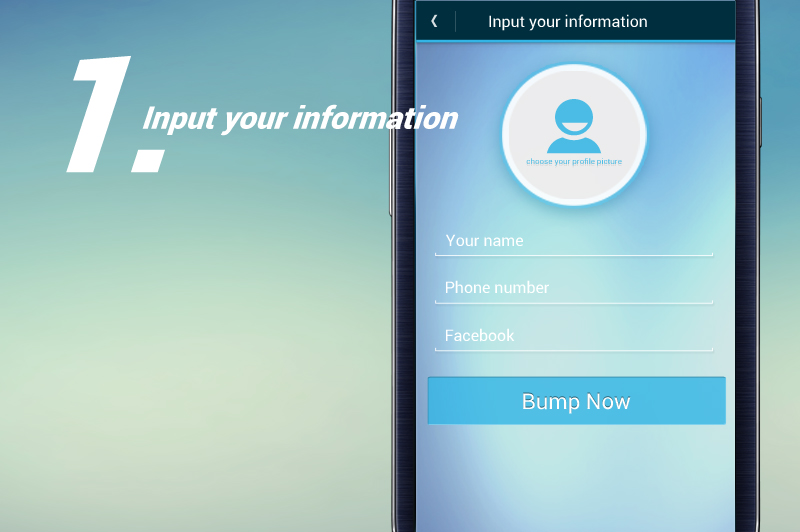 Input your information
1.
Input your information
choose your profile picture
Your name
Phone number
Facebook
Bump Now